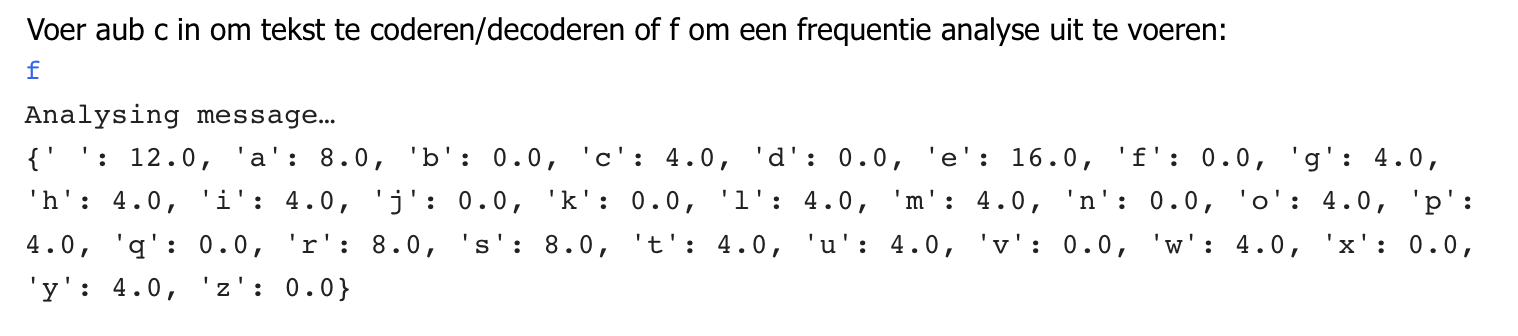 Voer aub c in om tekst te coderen/decoderen of f om een frequentie analyse uit te voeren:
f
Analysing message…
{' ': 12.0, 'a': 8.0, 'b': 0.0, 'c': 4.0, 'd': 0.0, 'e': 16.0, 'f': 0.0, 'g': 4.0,
'h': 4.0, 'i': 4.0, 'j': 0.0, 'k': 0.0, 'l': 4.0, 'm': 4.0, 'n': 0.0, 'o': 4.0, 'p':
4.0, 'q': 0.0, 'r': 8.0, 's': 8.0, 't': 4.0, 'u': 4.0, 'v': 0.0, 'w': 4.0, 'x': 0.0,
'y': 4.0, 'z': 0.0}